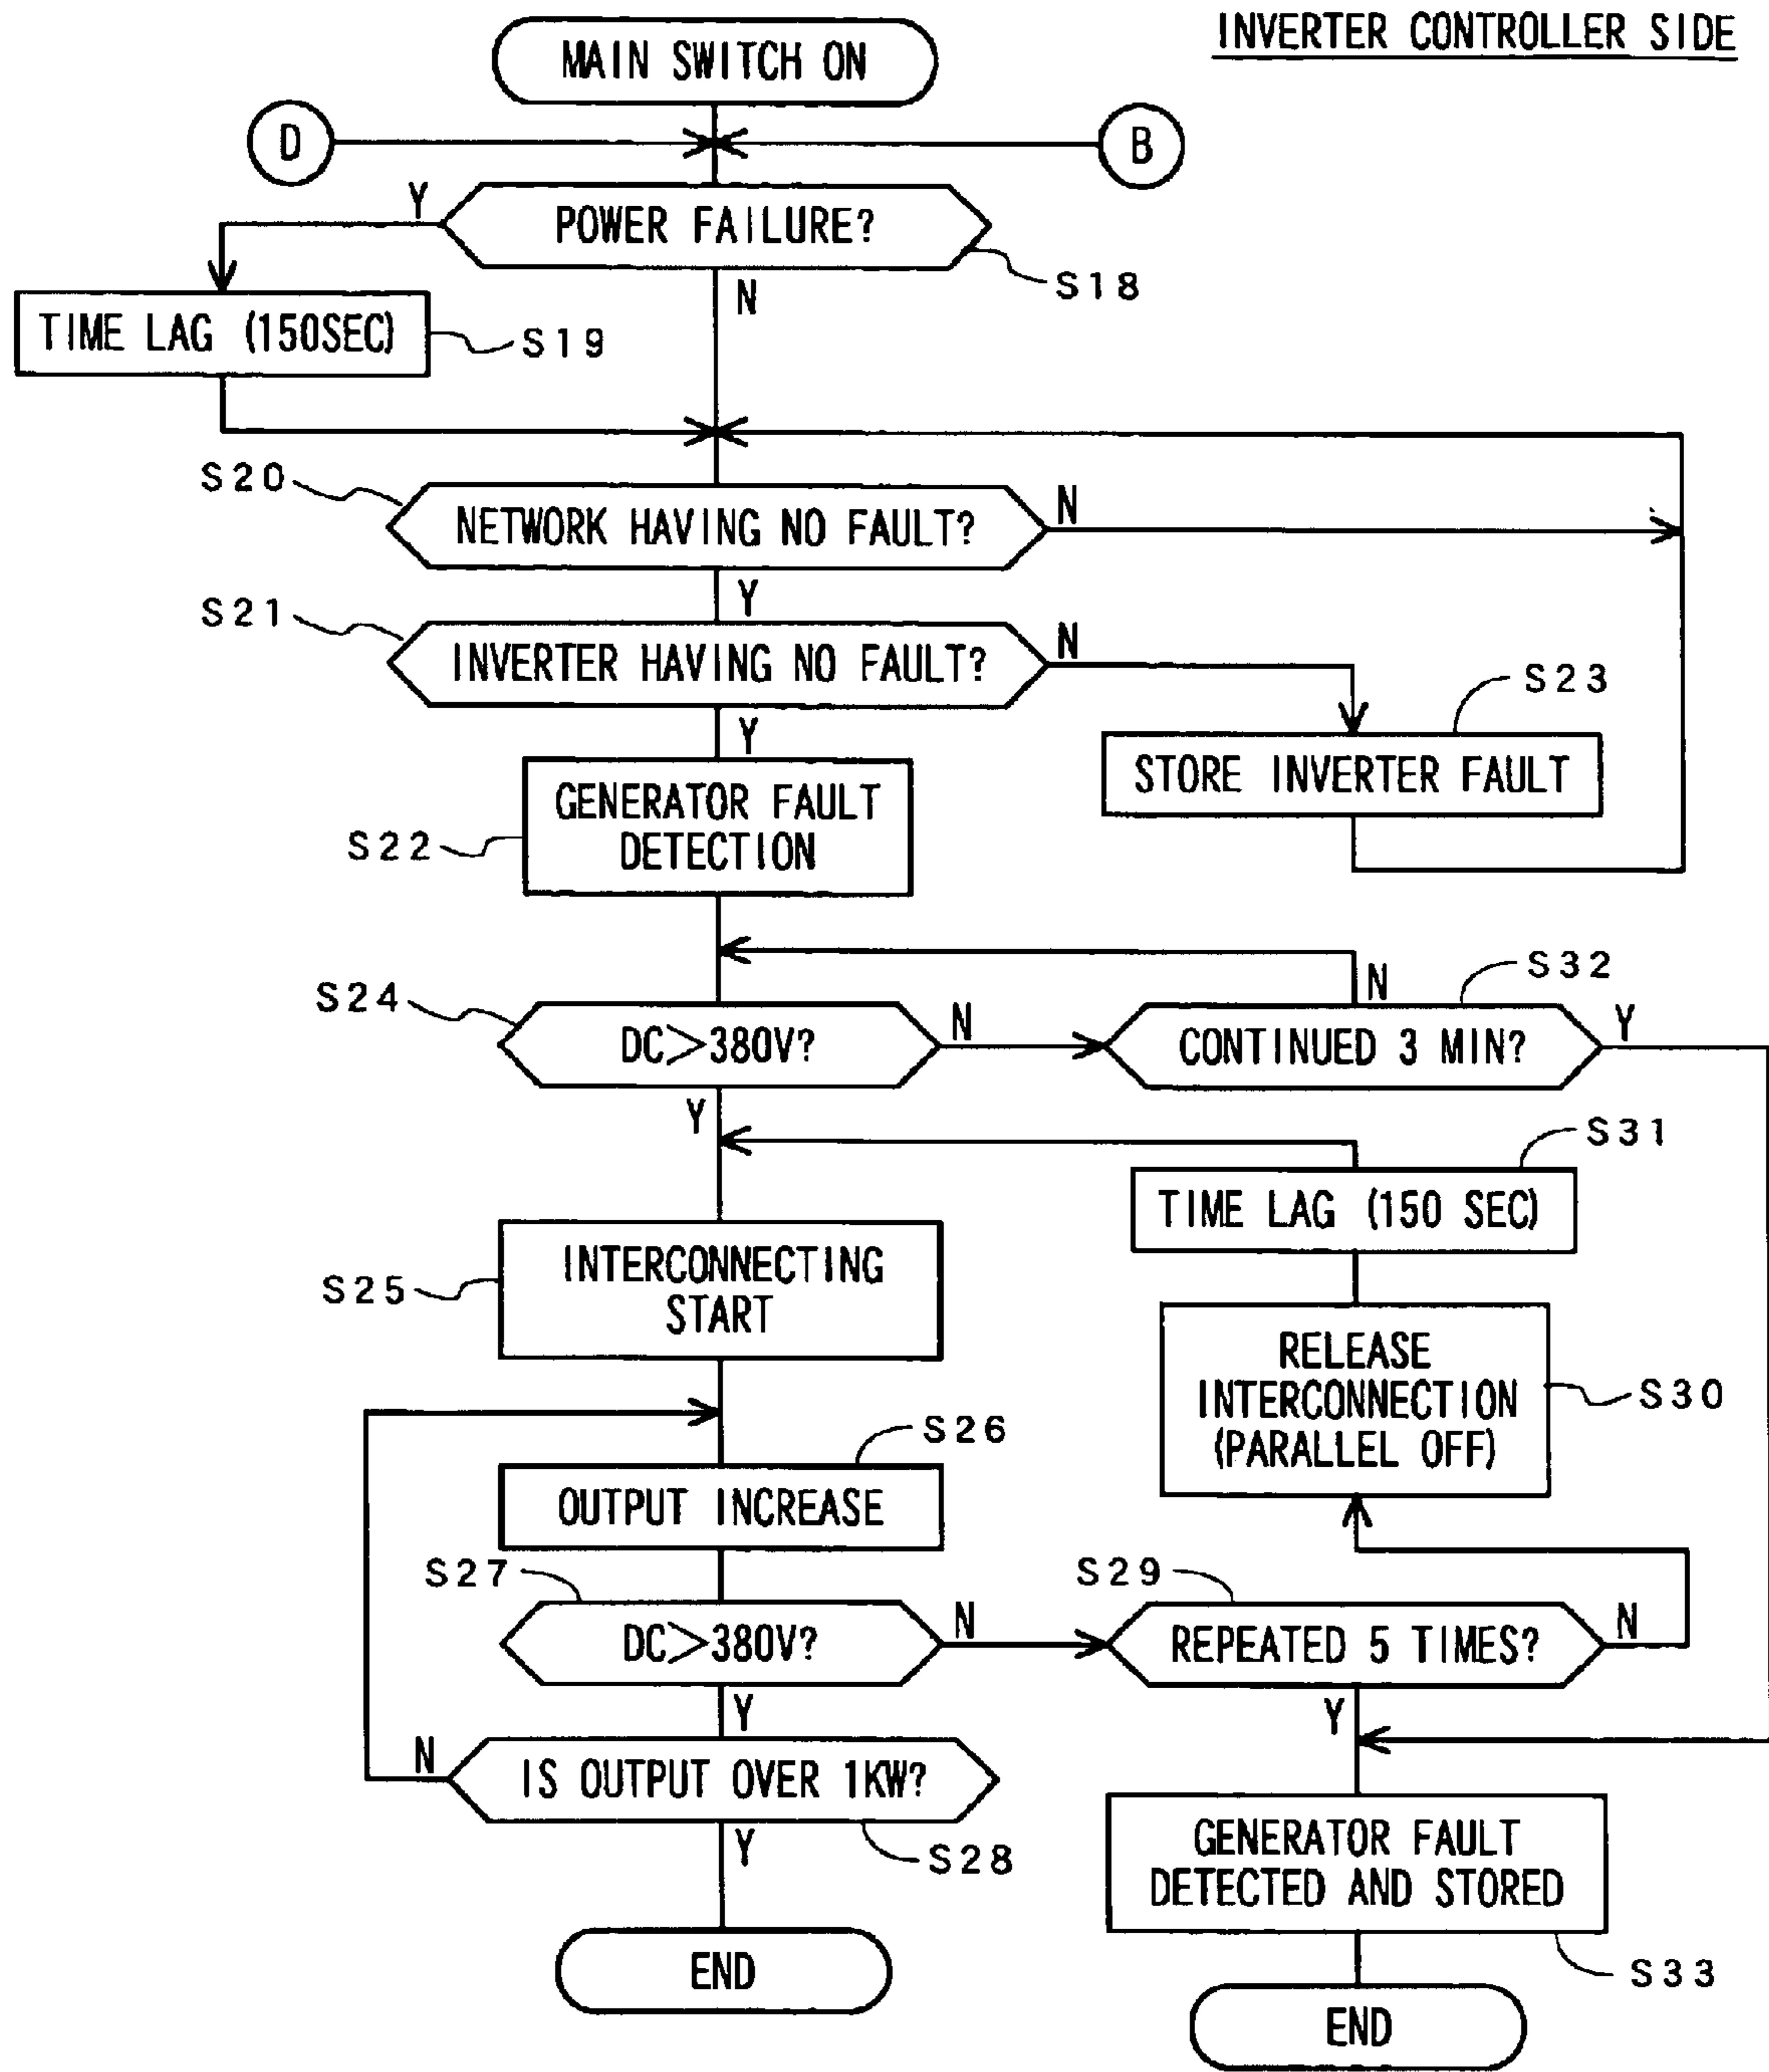 INVERTER CONTROLLER SIDE
MAIN SWITCH ON
D
B
Y
POWER FAILURE?
S18
N
TIME LAG (150SEC)
S19
S20
NETWORK HAVING NO FAULT?
N
Y
S21
INVERTER HAVING NO FAULT?
N
S23
Y
STORE INVERTER FAULT
GENERATOR FAULT
DETECTION
S22
S32
N
S24
DC>380V?
N
CONTINUED 3 MIN?
Y
Y
S31
TIME LAG (150 SEC)
INTERCONNECTING
START
S25
RELEASE
INTERCONNECTION
(PARALLEL OFF)
S30
S26
OUTPUT INCREASE
S27
DC>380V?
N
S29
REPEATED 5 TIMES?
N
Y
Y
N
IS OUTPUT OVER 1KW?
S28
Y
GENERATOR FAULT
DETECTED AND STORED
S33
END
END